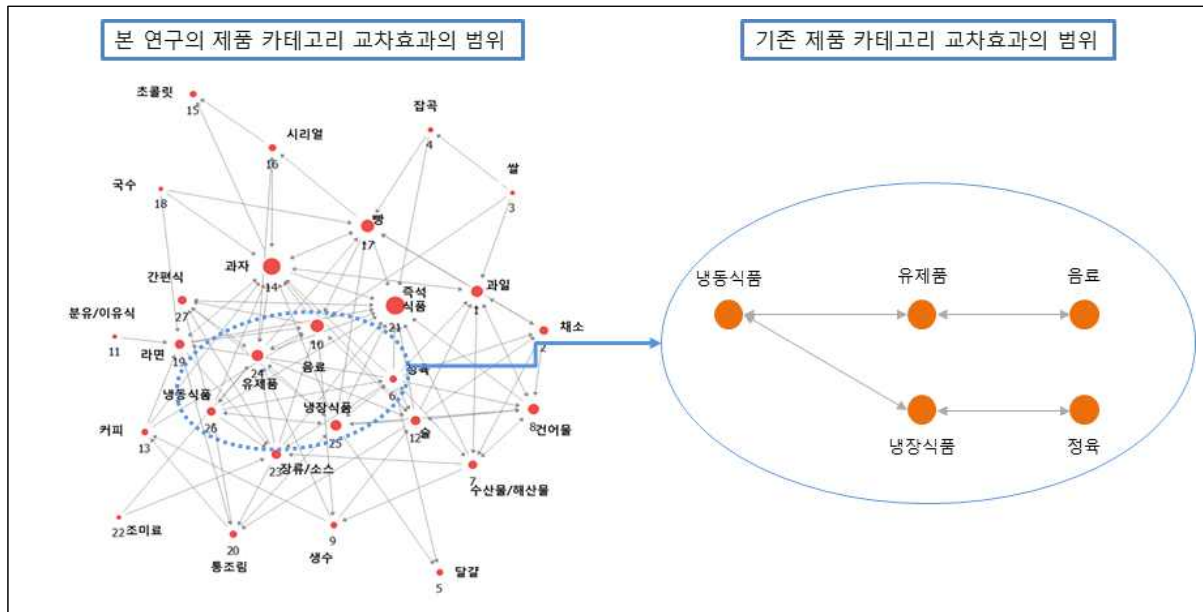 본 연구의 제품 카테고리 교차효과의 범위
기존 제품 카테고리 교차효과의 범위
초콜릿
15
잡곡
4
시리얼
16
쌀
3
국수
18
빵
17
과자
14
간편식
27
즉석
식품
21
과일
1
분유/이유식
11
라면
19
10
음료
채소
2
유제품
24
정육
6
냉동식품
26
냉장식품
25
술
12
건어물
8
커피
13
장류/소스
23
수산물/해산물
7
조미료
22
통조림
20
생수
9
달걀
5
냉동식품
유제품
음료
냉장식품
정육